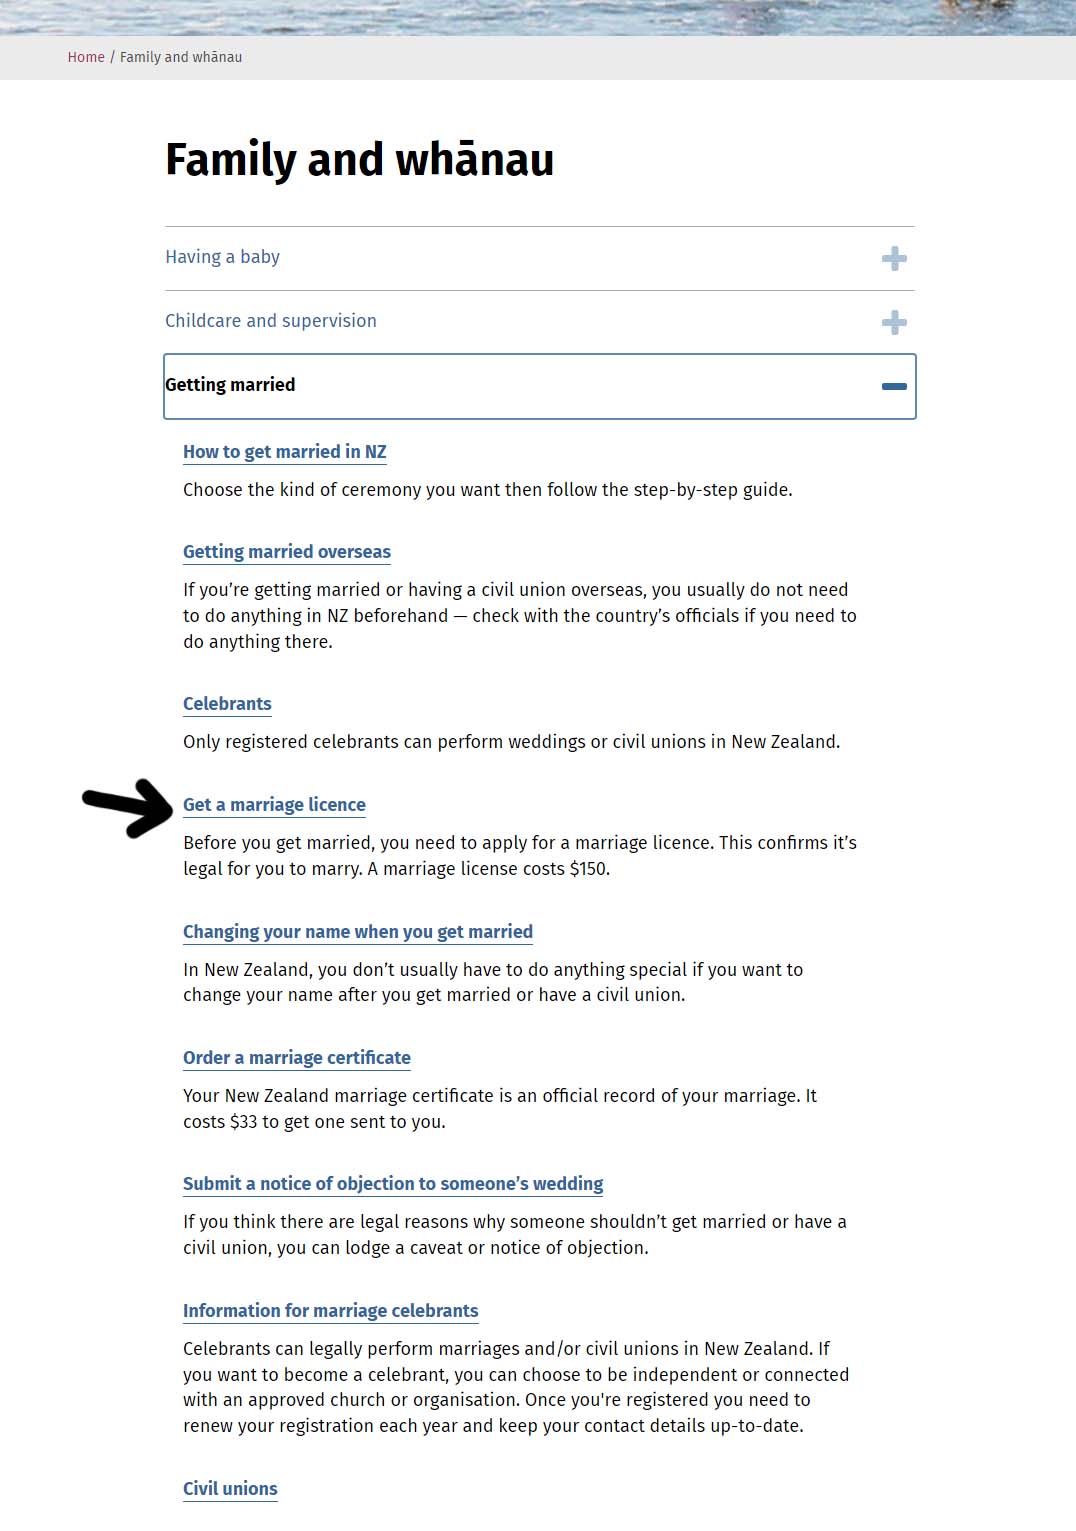 Home / Family and whānau
Family and whānau
Having a baby
Childcare and supervision
Getting married
How to get married in NZ
Choose the kind of ceremony you want then follow the step-by-step guide.
Getting married overseas
If you’re getting married or having a civil union overseas, you usually do not need
to do anything in NZ beforehand — check with the country’s officials if you need to
do anything there.
Celebrants
Only registered celebrants can perform weddings or civil unions in New Zealand.
Get a marriage licence
Before you get married, you need to apply for a marriage licence. This confirms it’s
legal for you to marry. A marriage license costs $150.
Changing your name when you get married
In New Zealand, you don’t usually have to do anything special if you want to
change your name after you get married or have a civil union.
Order a marriage certificate
Your New Zealand marriage certificate is an official record of your marriage. It
costs $33 to get one sent to you.
Submit a notice of objection to someone’s wedding
If you think there are legal reasons why someone shouldn’t get married or have a
civil union, you can lodge a caveat or notice of objection.
Information for marriage celebrants
Celebrants can legally perform marriages and/or civil unions in New Zealand. If
you want to become a celebrant, you can choose to be independent or connected
with an approved church or organisation. Once you're registered you need to
renew your registration each year and keep your contact details up-to-date.
Civil unions